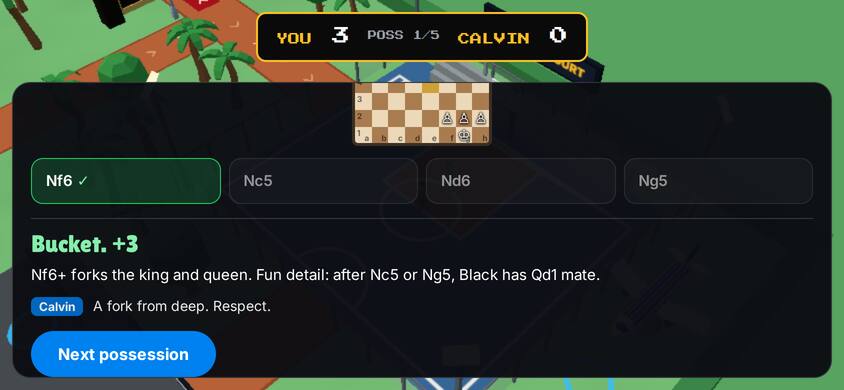 YOU 3 POSS 1/5 CALVIN 0
COURT
3
2
1 a b c d e f g h
Nf6 ✓ Nc5 Nd6 Ng5
Bucket. +3
Nf6+ forks the king and queen. Fun detail: after Nc5 or Ng5, Black has Qd1 mate.
Calvin A fork from deep. Respect.
Next possession